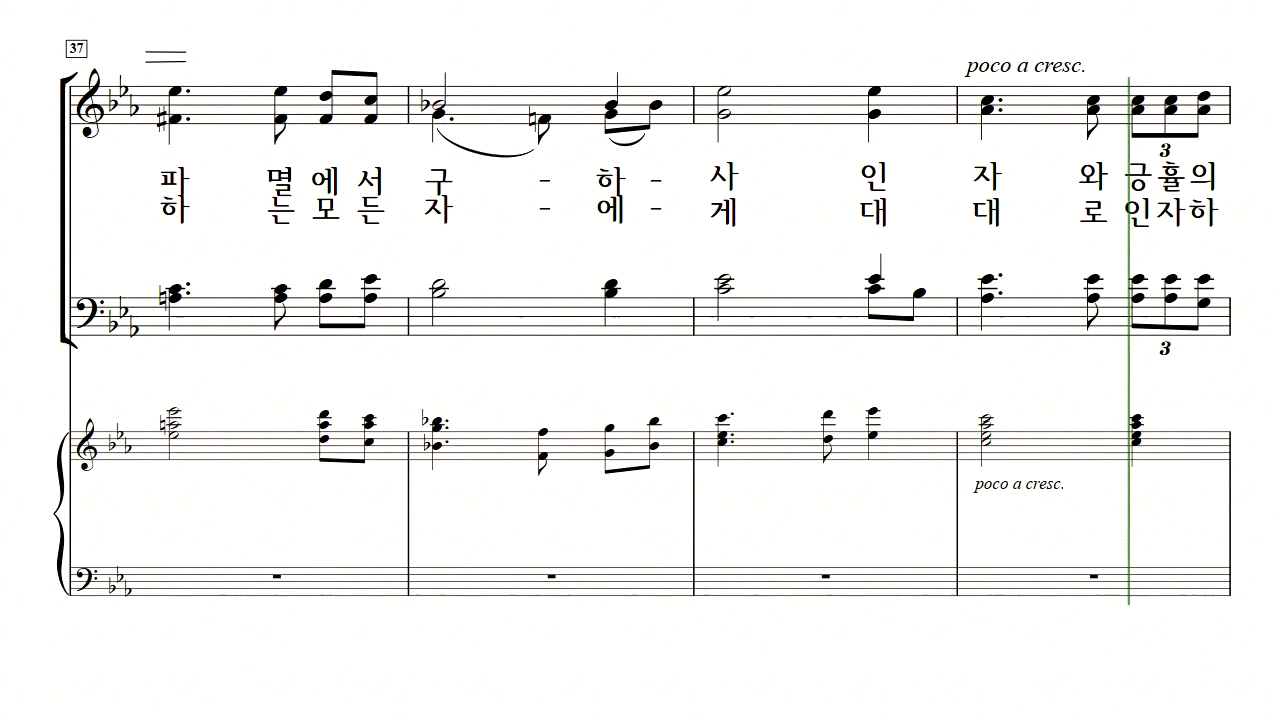 37
poco a cresc.
3
파 멸 에 서 구 - 하 - 사 인 자 와 긍 휼 의
하 든 모 든 자 - 에 - 게 대 대 로 인 자 하
3
poco a cresc.